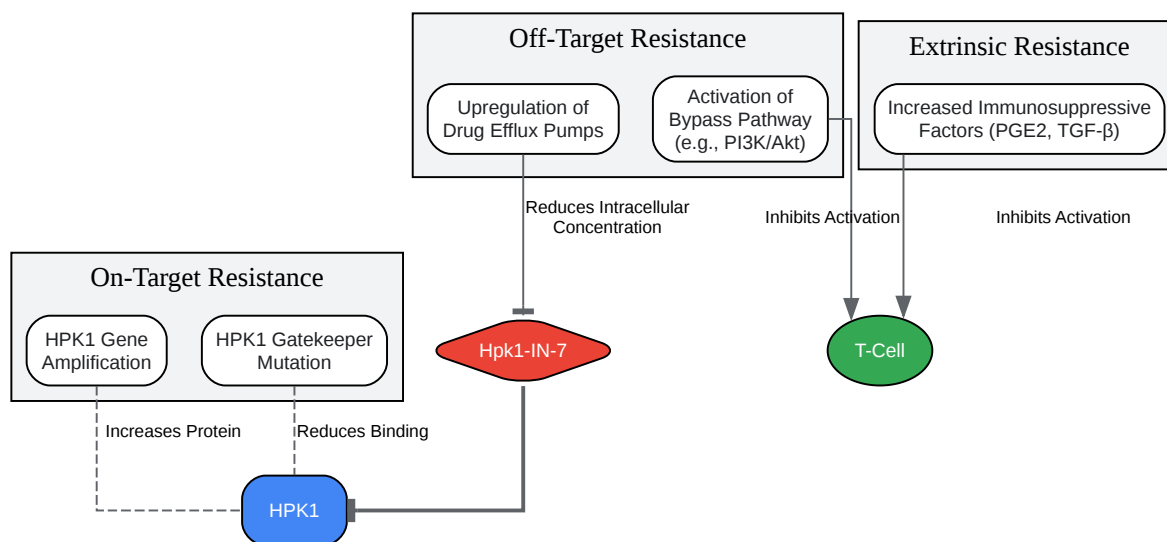 Off-Target Resistance
Upregulation of
Drug Efflux Pumps
Activation of
Bypass Pathway
(e.g., PI3K/Akt)
Extrinsic Resistance
Increased Immunosuppressive
Factors (PGE2, TGF-β)
Reduces Intracellular
Concentration
Inhibits Activation
Inhibits Activation
On-Target Resistance
HPK1 Gene
Amplification
HPK1 Gatekeeper
Mutation
Hpk1-IN-7
T-Cell
Increases Protein
Reduces Binding
HPK1